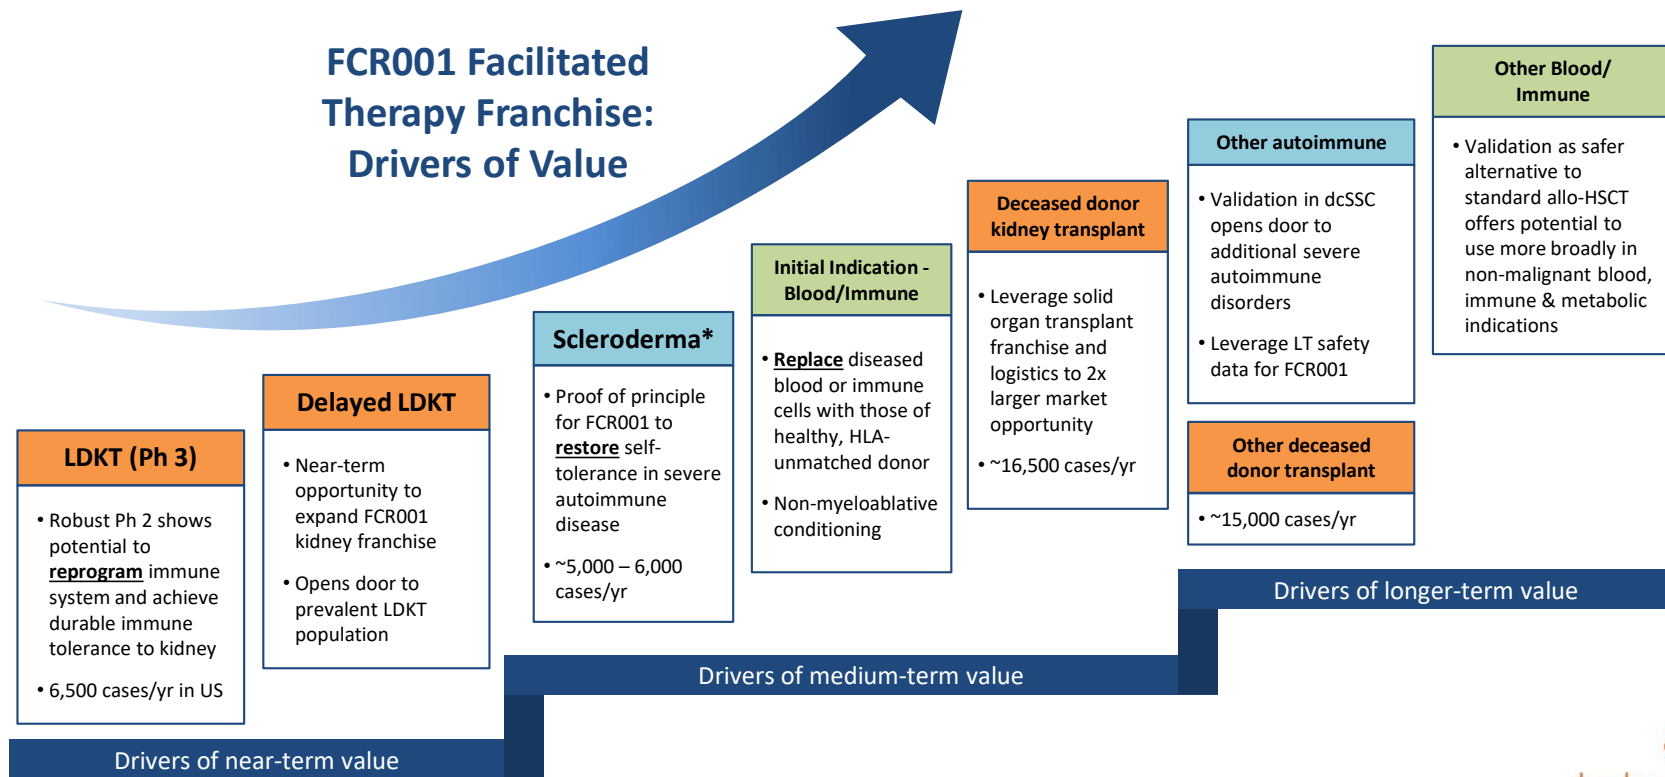 FCR001 Facilitated
Therapy Franchise:
Drivers of Value
LDKT (Ph 3)
• Robust Ph 2 shows
potential to
reprogram immune
system and achieve
durable immune
tolerance to kidney
• 6,500 cases/yr in US
Delayed LDKT
• Near-term
opportunity to
expand FCR001
kidney franchise
• Opens door to
prevalent LDKT
population
Drivers of near-term value
Scleroderma*
• Proof of principle
for FCR001 to
restore self-
tolerance in severe
autoimmune
disease
• ~5,000 – 6,000
cases/yr
Initial Indication -
Blood/Immune
• Replace diseased
blood or immune
cells with those of
healthy, HLA-
unmatched donor
• Non-myeloablative
conditioning
Deceased donor
kidney transplant
• Leverage solid
organ transplant
franchise and
logistics to 2x
larger market
opportunity
• ~16,500 cases/yr
Drivers of medium-term value
Other autoimmune
• Validation in dcSSC
opens door to
additional severe
autoimmune
disorders
• Leverage LT safety
data for FCR001
Other deceased
donor transplant
• ~15,000 cases/yr
Other Blood/
Immune
• Validation as safer
alternative to
standard allo-HSCT
offers potential to
use more broadly in
non-malignant blood,
immune & metabolic
indications
Drivers of longer-term value